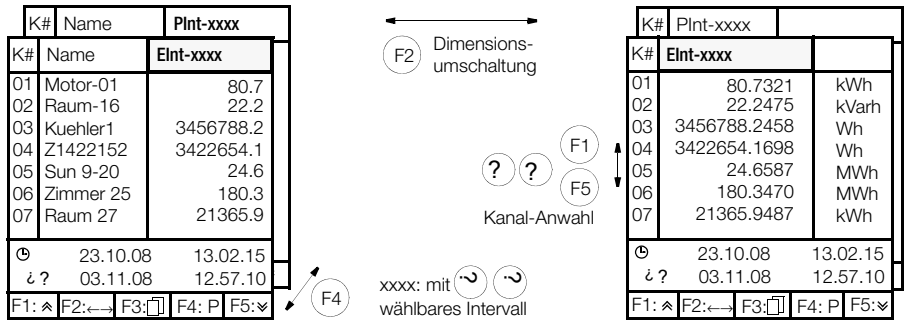 K# Name PInt-xxxx
K# Name EInt-xxxx
01 Motor-01 80.7
02 Raum-16 22.2
03 Kuehler1 3456788.2
04 Z1422152 3422654.1
05 Sun 9-20 24.6
06 Zimmer 25 180.3
07 Raum 27 21365.9
23.10.08 13.02.15
¿ ? 03.11.08 12.57.10
F1: F2:←→ F3: F4: P F5:
F4
F2 Dimensions-
umschaltung
? ? F1
F5
Kanal-Anwahl
xxxx: mit ? ?
wählbares Intervall
K# PInt-xxxx
K# EInt-xxxx
01 80.7321 kWh
02 22.2475 kVarh
03 3456788.2458 Wh
04 3422654.1698 Wh
05 24.6587 MWh
06 180.3470 MWh
07 21365.9487 kWh
23.10.08 13.02.15
¿ ? 03.11.08 12.57.10
F1: F2:←→ F3: F4: P F5: